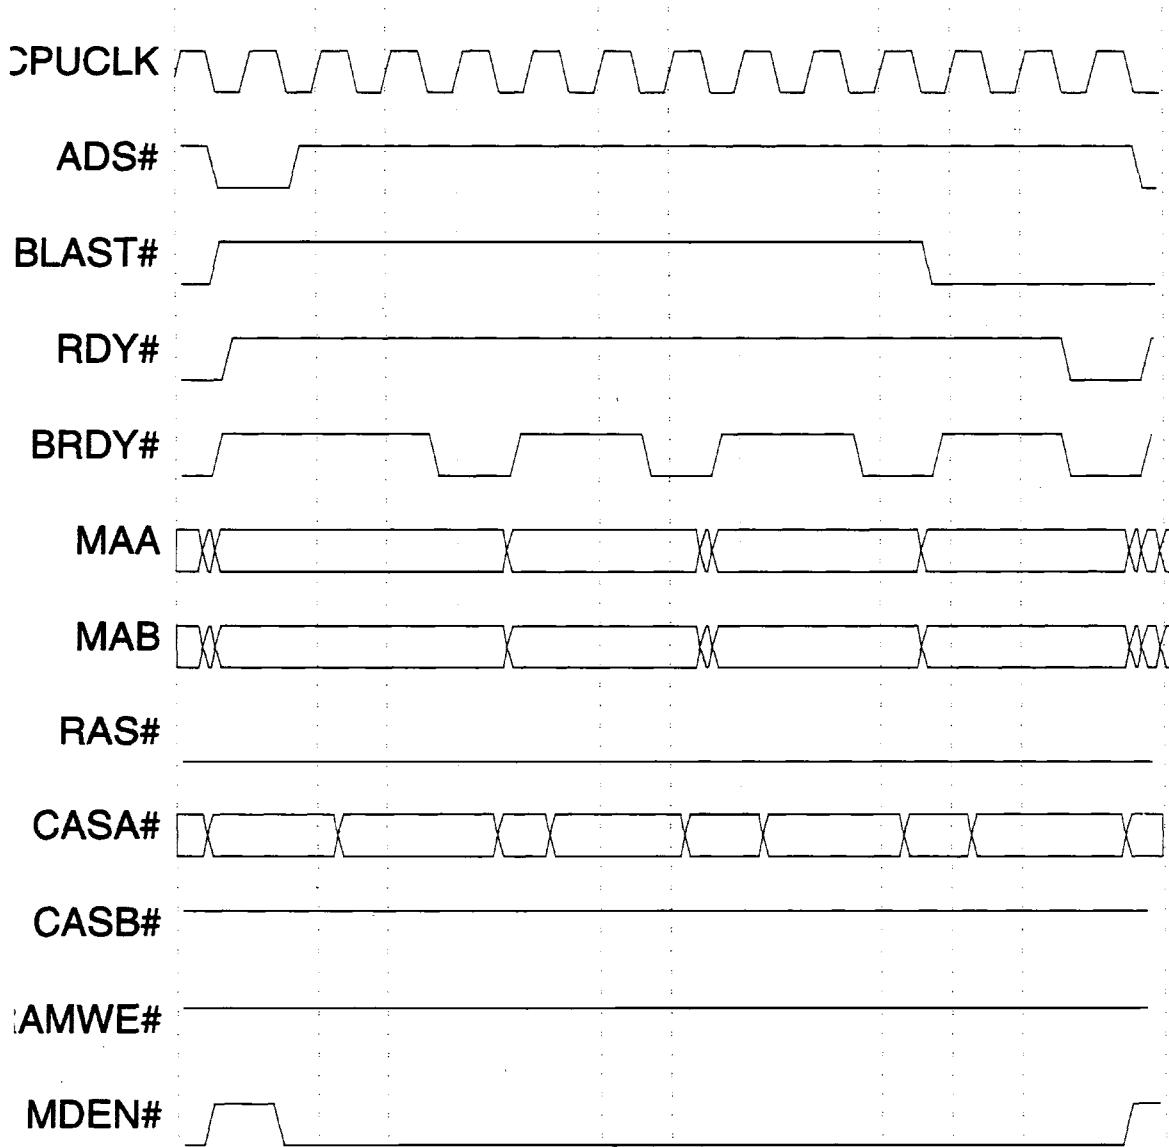 CPUCLK
ADS#
BLAST#
RDY#
BRDY#
MAA
MAB
RAS#
CASA#
CASB#
AMWE#
MDEN#